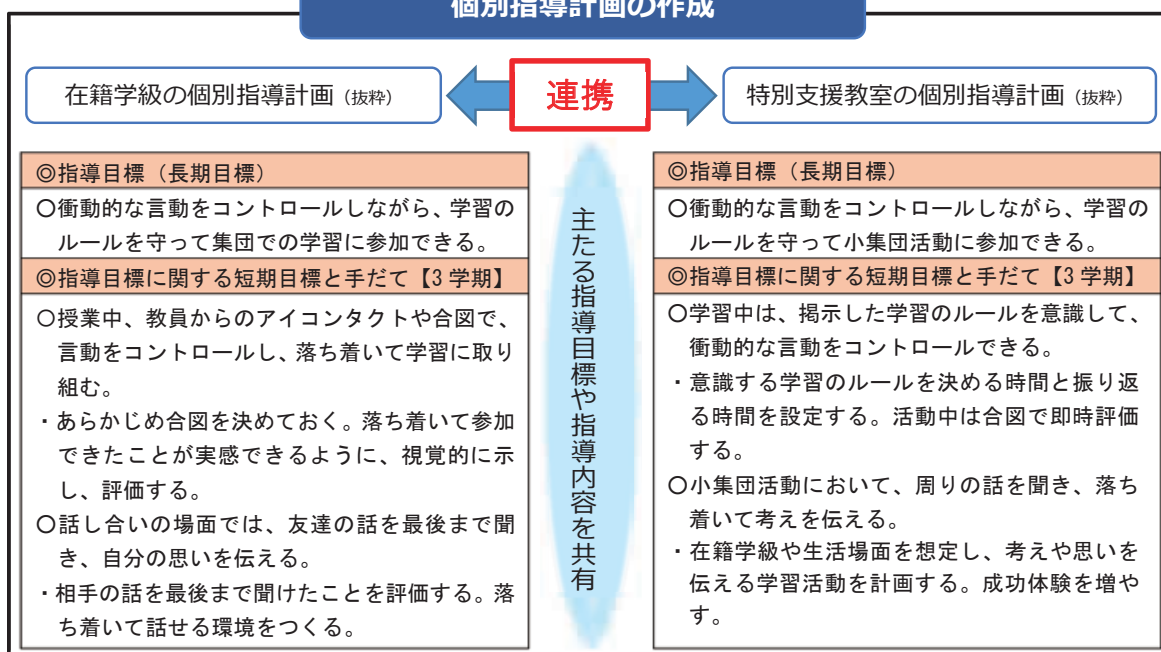 個別指導計画の作成
在籍学級の個別指導計画（抜粋）
連携
特別支援教室の個別指導計画（抜粋）
◎指導目標（長期目標）
〇衝動的な言動をコントロールしながら、学習の
ルールを守って集団での学習に参加できる。
◎指導目標に関する短期目標と手だて【3学期】
〇授業中、教員からのアイコンタクトや合図で、
言動をコントロールし、落ち着いて学習に取り
組む。
・あらかじめ合図を決めておく。落ち着いて参加
できたことが実感できるように、視覚的に示
し、評価する。
〇話し合いの場面では、友達の話を最後まで聞
き、自分の思いを伝える。
・相手の話を最後まで聞けたことを評価する。落
ち着いて話せる環境をつくる。
主たる指導目標や指導内容を共有
◎指導目標（長期目標）
〇衝動的な言動をコントロールしながら、学習の
ルールを守って小集団活動に参加できる。
◎指導目標に関する短期目標と手だて【3学期】
〇学習中は、掲示した学習のルールを意識して、
衝動的な言動をコントロールできる。
・意識する学習のルールを決める時間と振り返
る時間を設定する。活動中は合図で即時評価
する。
〇小集団活動において、周りの話を聞き、落ち
着いて考えを伝える。
・在籍学級や生活場面を想定し、考えや思いを
伝える学習活動を計画する。成功体験を増や
す。